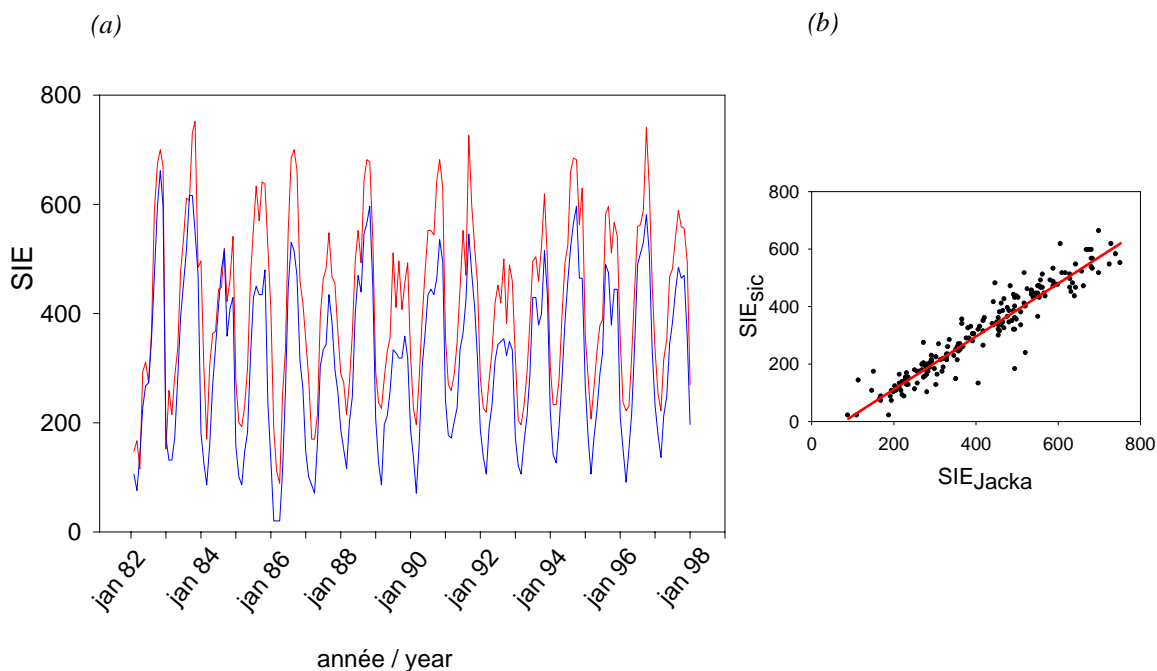 (a)
(b)
SIE
800
600
400
200
0
jan 82
jan 84
jan 86
jan 88
jan 90
jan 92
jan 94
jan 96
jan 98
année / year
SIEsic
800
600
400
200
0
0
200
400
600
800
SIEJacka